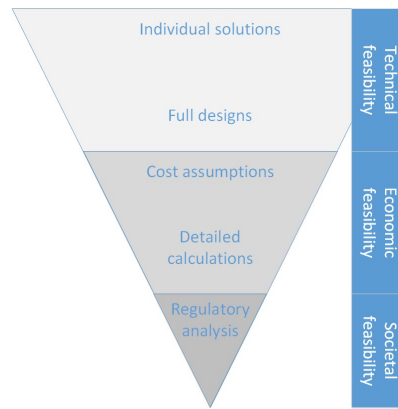 Individual solutions
Full designs
Cost assumptions
Detailed
calculations
Regulatory
analysis
Technical
feasibility
Economic
feasibility
Societal
feasibility